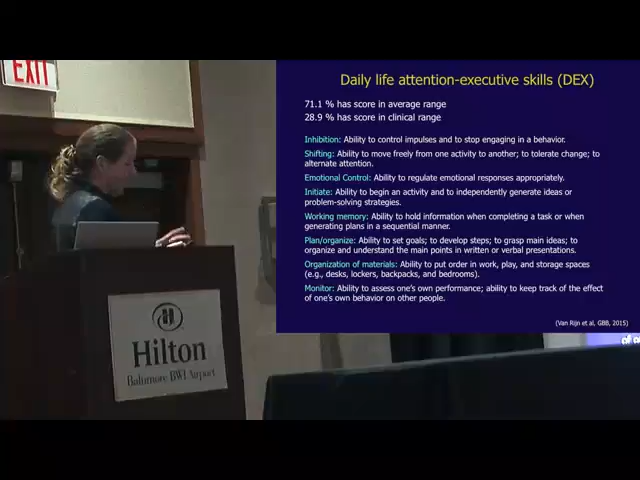 EXIT
Daily life attention-executive skills (DEX)
71.1 % has score in average range
28.9 % has score in clinical range
Inhibition: Ability to control impulses and to stop engaging in a behavior.
Shifting: Ability to move freely from one activity to another; to tolerate change; to
alternate attention.
Emotional Control: Ability to regulate emotional responses appropriately.
Initiate: Ability to begin an activity and to independently generate ideas or
problem-solving strategies.
Working memory: Ability to hold information when completing a task or when
generating plans in a sequential manner.
Plan/organize: Ability to set goals; to develop steps; to grasp main ideas; to
organize and understand the main points in written or verbal presentations.
Organization of materials: Ability to put order in work, play, and storage spaces
(e.g., desks, lockers, backpacks, and bedrooms).
Monitor: Ability to assess one's own performance; ability to keep track of the effect
of one's own behavior on other people.
(Van Rijn et al, GBB, 2015)
H
Hilton
Baltimore BWI Airport